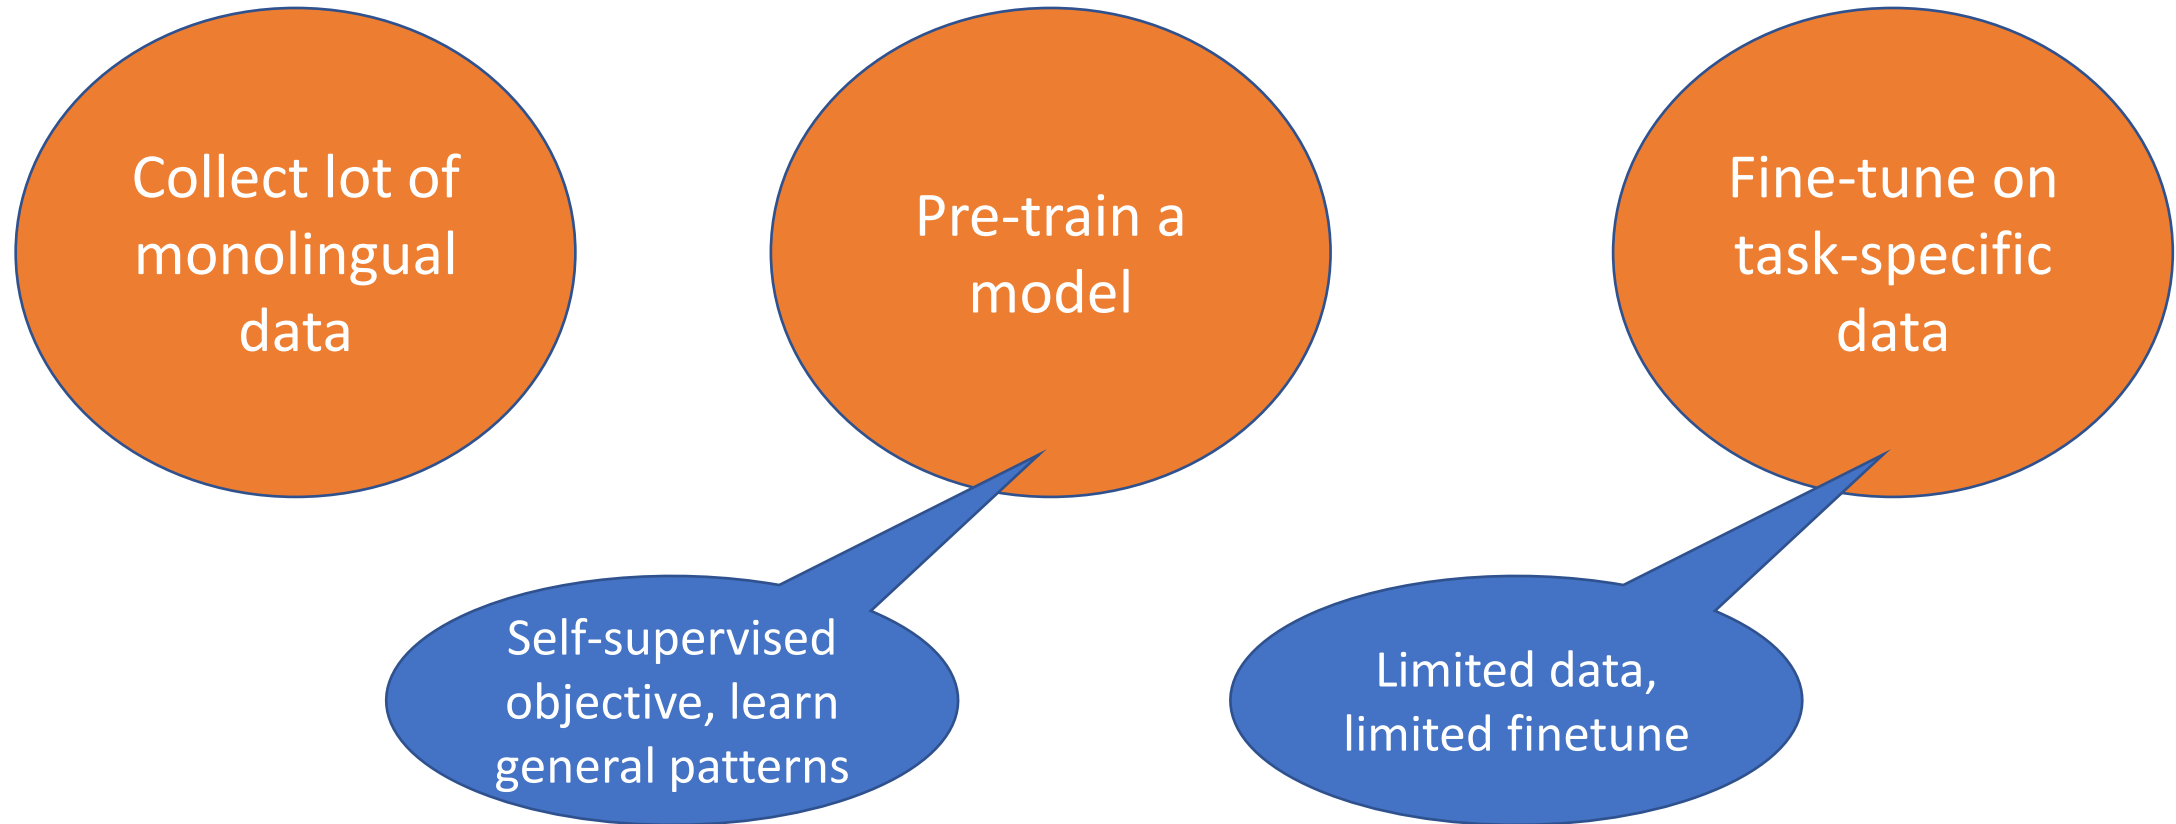 Collect lot of
monolingual
data
Pre-train a
model
Fine-tune on
task-specific
data
Self-supervised
objective, learn
general patterns
Limited data,
limited finetune